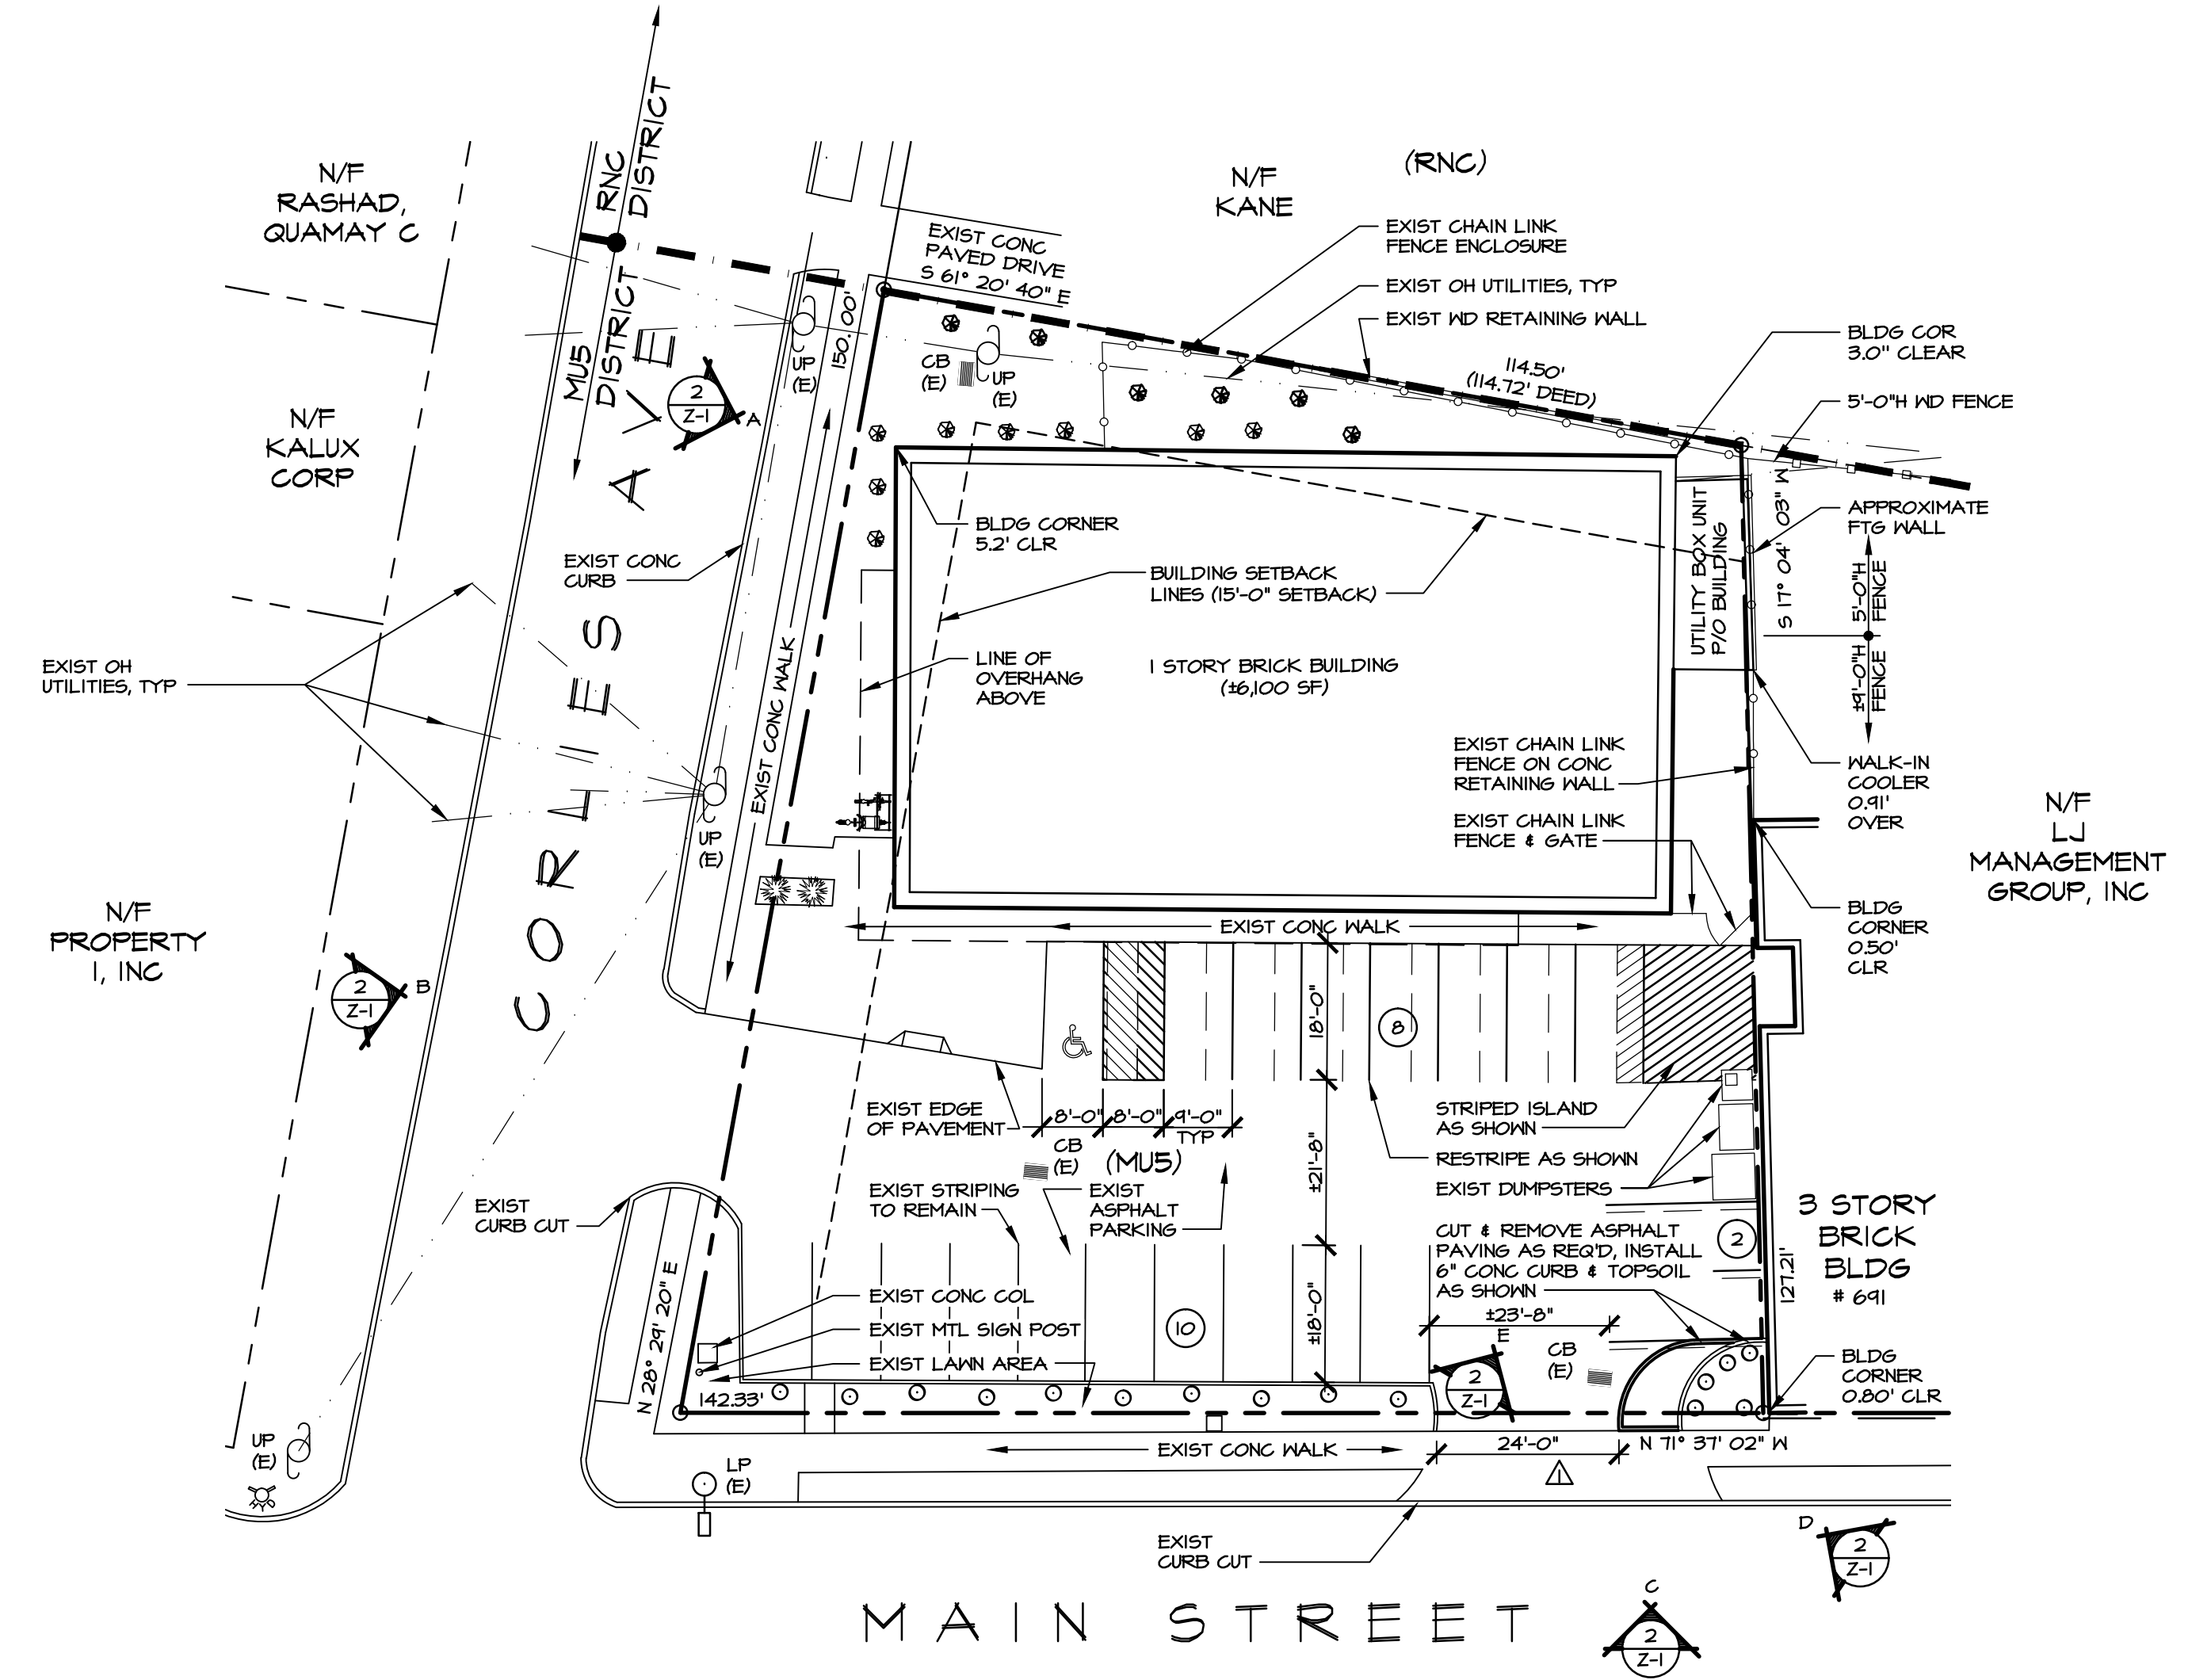 RNC
DISTRICT
MU5
DISTRICT
N/F
RASHAD,
QUAMAY C
N/F
KALUX
CORP
N/F
KANE
(RNC)
EXIST CONC
PAVED DRIVE
S 61° 20' 40" E
EXIST CHAIN LINK
FENCE ENCLOSURE
EXIST OH UTILITIES, TYP
EXIST WD RETAINING WALL
BLDG COR
3.0" CLEAR
114.50'
(114.72' DEED)
5'-0"H WD FENCE
150.00'
UP
(E)
CB
(E)
UP
(E)
2
Z-1
A
CORLIES AVE
BLDG CORNER
5.2' CLR
EXIST CONC
CURB
BUILDING SETBACK
LINES (15'-0" SETBACK)
UTILITY BOX UNIT
P/O BUILDING
S 17° 04' 03" W
APPROXIMATE
FTG WALL
5'-0"H
FENCE
±9'-0"H
FENCE
EXIST OH
UTILITIES, TYP
LINE OF
OVERHANG
ABOVE
1 STORY BRICK BUILDING
(±6,100 SF)
EXIST CONC WALK
EXIST CHAIN LINK
FENCE ON CONC
RETAINING WALL
EXIST CHAIN LINK
FENCE & GATE
WALK-IN
COOLER
0.91'
OVER
UP
(E)
N/F
LJ
MANAGEMENT
GROUP, INC
BLDG
CORNER
0.50'
CLR
N/F
PROPERTY
1, INC
2
Z-1
B
EXIST CONC WALK
18'-0"
8
EXIST EDGE
OF PAVEMENT
8'-0"
8'-0"
9'-0"
TYP
CB
(E)
(MU5)
±21'-8"
STRIPED ISLAND
AS SHOWN
RESTRIPE AS SHOWN
EXIST DUMPSTERS
EXIST
CURB CUT
EXIST STRIPING
TO REMAIN
EXIST
ASPHALT
PARKING
CUT & REMOVE ASPHALT
PAVING AS REQ'D, INSTALL
6" CONC CURB & TOPSOIL
AS SHOWN
2
3 STORY
BRICK
BLDG
# 691
127.21'
N 28° 29' 20" E
EXIST CONC COL
EXIST MTL SIGN POST
EXIST LAWN AREA
10
±18'-0"
±23'-8"
E
CB
(E)
2
Z-1
BLDG
CORNER
0.80' CLR
142.33'
EXIST CONC WALK
24'-0"
N 71° 37' 02" W
1
UP
(E)
LP
(E)
EXIST
CURB CUT
D
2
Z-1
C
2
Z-1
MAIN STREET